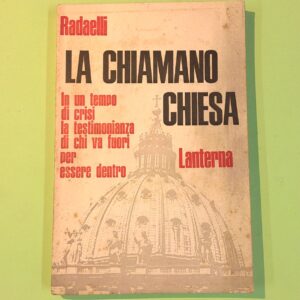 Radaelli
LA CHIAMANO
CHIESA
In un tempo
di crisi
la testimonianza
di chi va fuori
per
essere dentro
Lanterna